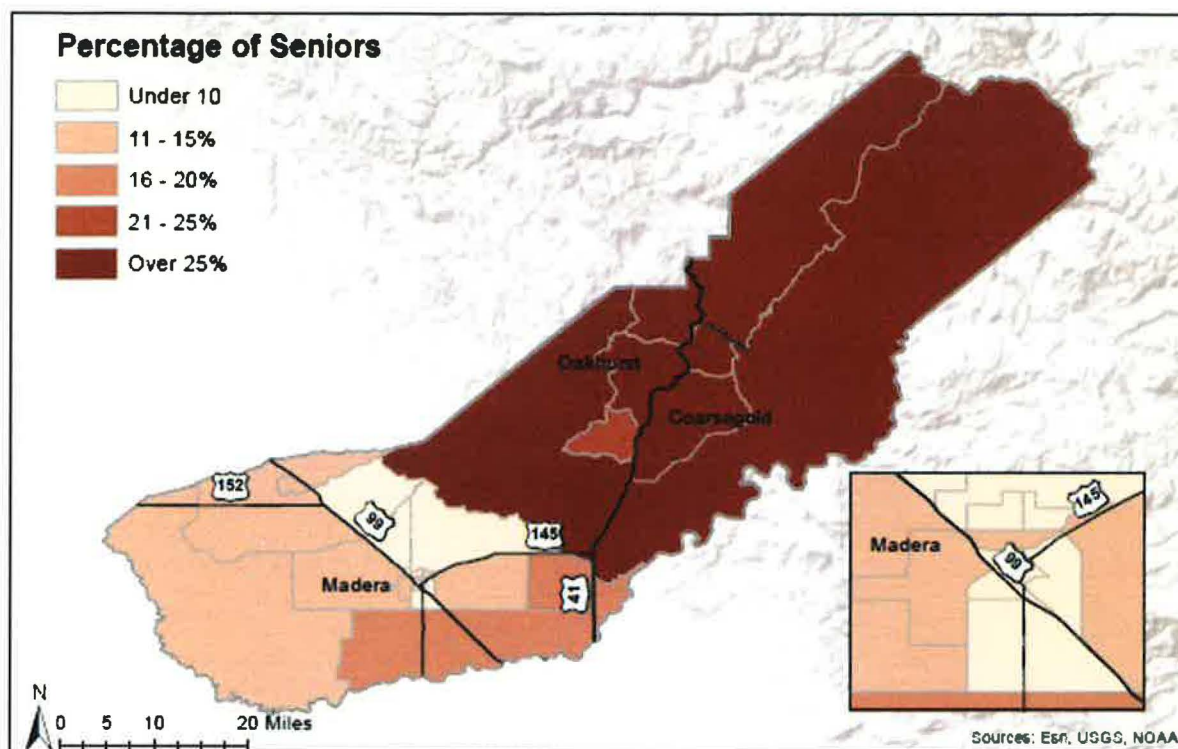 Percentage of Seniors
Under 10
11 - 15%
16 - 20%
21 - 25%
Over 25%
Oakhurst
Coarsegold
152
99
145
Madera
41
145
Madera
99
N
0 5 10 20 Miles
Sources: Esri, USGS, NOAA